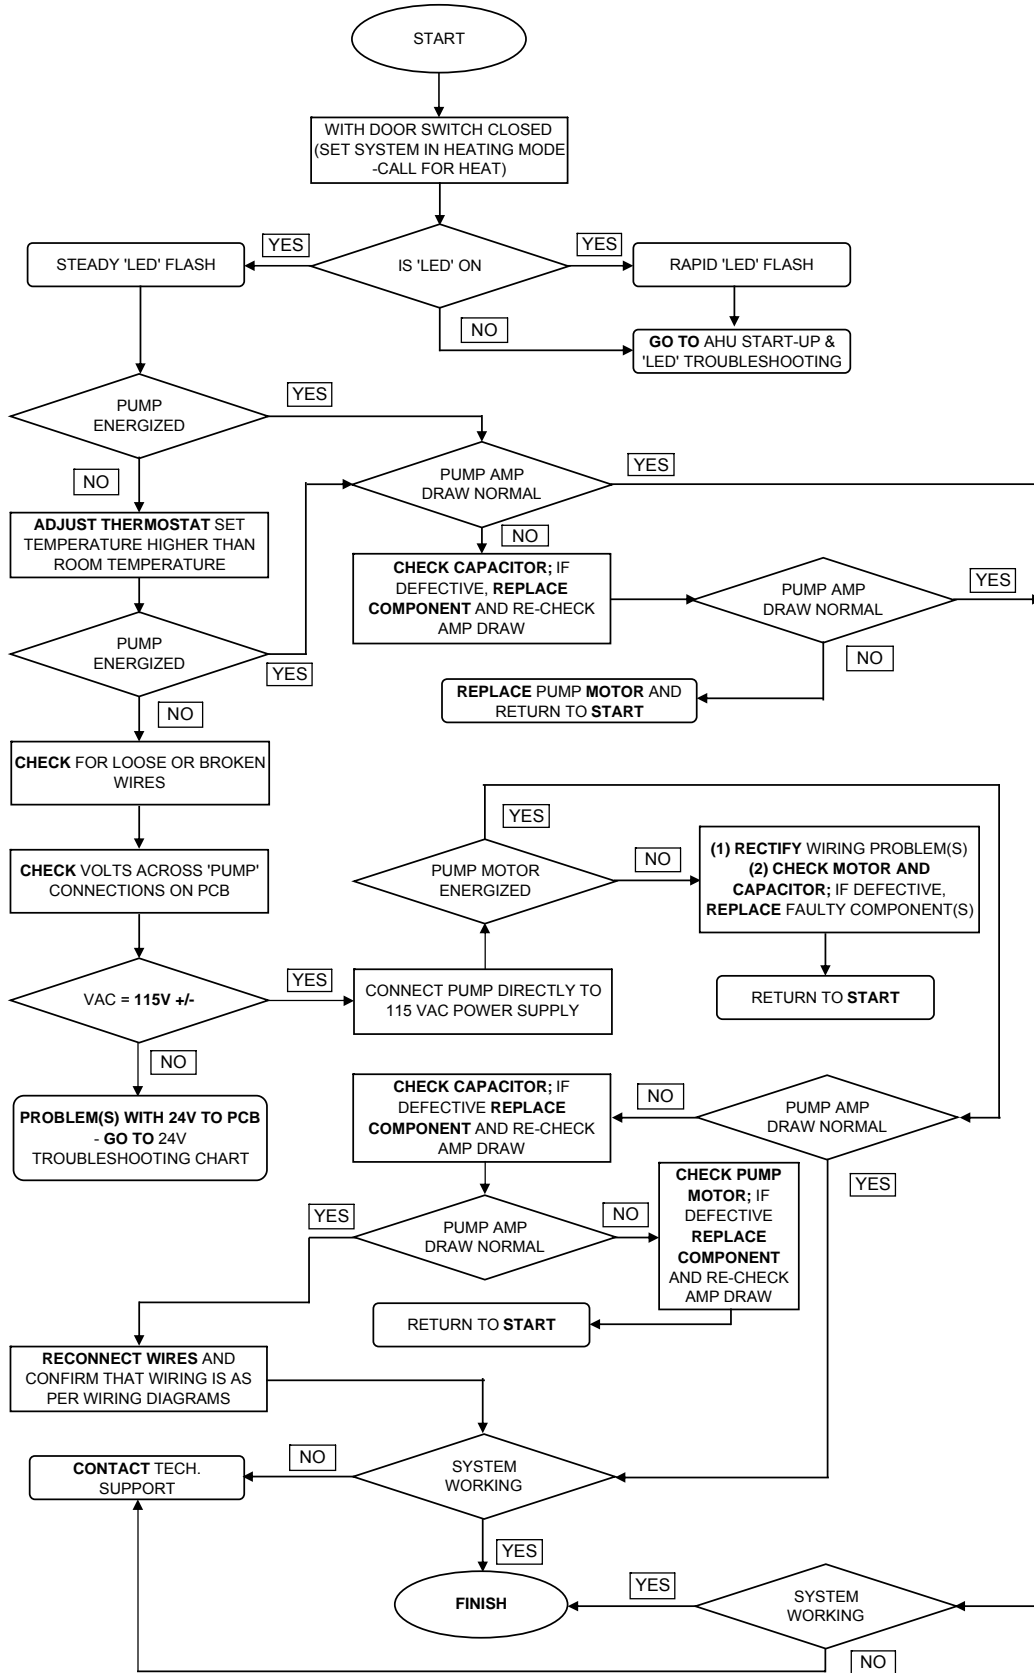 START
WITH DOOR SWITCH CLOSED
(SET SYSTEM IN HEATING MODE
-CALL FOR HEAT)
YES
YES
STEADY 'LED' FLASH
IS 'LED' ON
RAPID 'LED' FLASH
NO
GO TO AHU START-UP &
'LED' TROUBLESHOOTING
PUMP
ENERGIZED
YES
NO
PUMP AMP
DRAW NORMAL
YES
ADJUST THERMOSTAT SET
TEMPERATURE HIGHER THAN
ROOM TEMPERATURE
NO
CHECK CAPACITOR; IF
DEFECTIVE, REPLACE
COMPONENT AND RE-CHECK
AMP DRAW
PUMP AMP
DRAW NORMAL
YES
PUMP
ENERGIZED
YES
NO
NO
REPLACE PUMP MOTOR AND
RETURN TO START
CHECK FOR LOOSE OR BROKEN
WIRES
YES
CHECK VOLTS ACROSS 'PUMP'
CONNECTIONS ON PCB
PUMP MOTOR
ENERGIZED
NO
(1) RECTIFY WIRING PROBLEM(S)
(2) CHECK MOTOR AND
CAPACITOR; IF DEFECTIVE,
REPLACE FAULTY COMPONENT(S)
VAC = 115V +/-
YES
CONNECT PUMP DIRECTLY TO
115 VAC POWER SUPPLY
RETURN TO START
NO
PROBLEM(S) WITH 24V TO PCB
- GO TO 24V
TROUBLESHOOTING CHART
CHECK CAPACITOR; IF
DEFECTIVE REPLACE
COMPONENT AND RE-CHECK
AMP DRAW
NO
PUMP AMP
DRAW NORMAL
YES
YES
PUMP AMP
DRAW NORMAL
NO
CHECK PUMP
MOTOR; IF
DEFECTIVE
REPLACE
COMPONENT
AND RE-CHECK
AMP DRAW
RETURN TO START
RECONNECT WIRES AND
CONFIRM THAT WIRING IS AS
PER WIRING DIAGRAMS
CONTACT TECH.
SUPPORT
NO
SYSTEM
WORKING
YES
FINISH
YES
SYSTEM
WORKING
NO